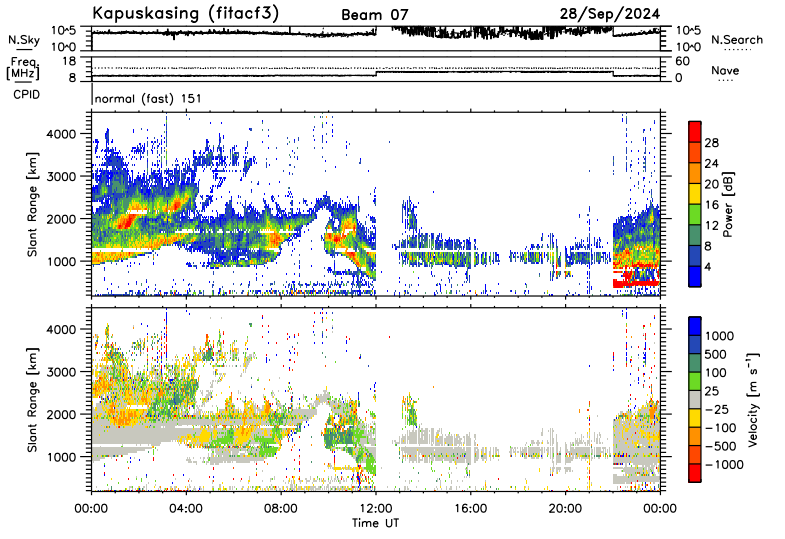 Kapuskasing (fitacf3) Beam 07 28/Sep/2024
N.Sky 10^5 10^0 10^5 10^0 N.Search
Freq. [MHz] 18 8 60 0 Nave
CPID normal (fast) 151
Slant Range [km] 4000 3000 2000 1000
Power [dB] 28 24 20 16 12 8 4
Slant Range [km] 4000 3000 2000 1000
Velocity [m s⁻¹] 1000 500 100 25 −25 −100 −500 −1000
00:00 04:00 08:00 12:00 16:00 20:00 00:00
Time UT